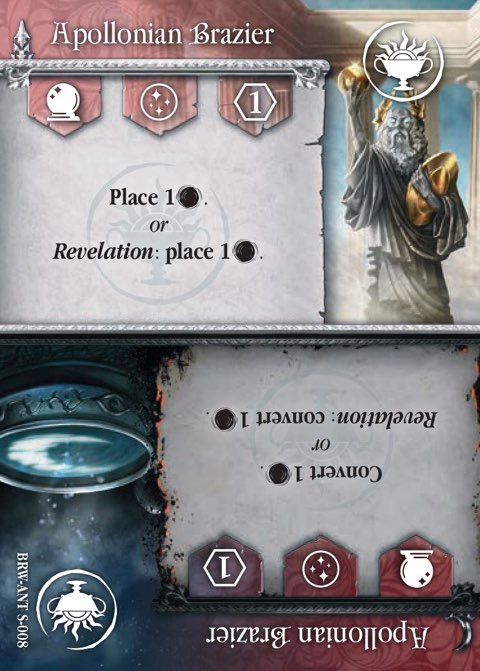 Apollonian Brazier
1
Place 1.
or
Revelation: place 1.
Apollonian Brazier
1
Convert 1.
or
Revelation: convert 1.
BRW-ANT S-008